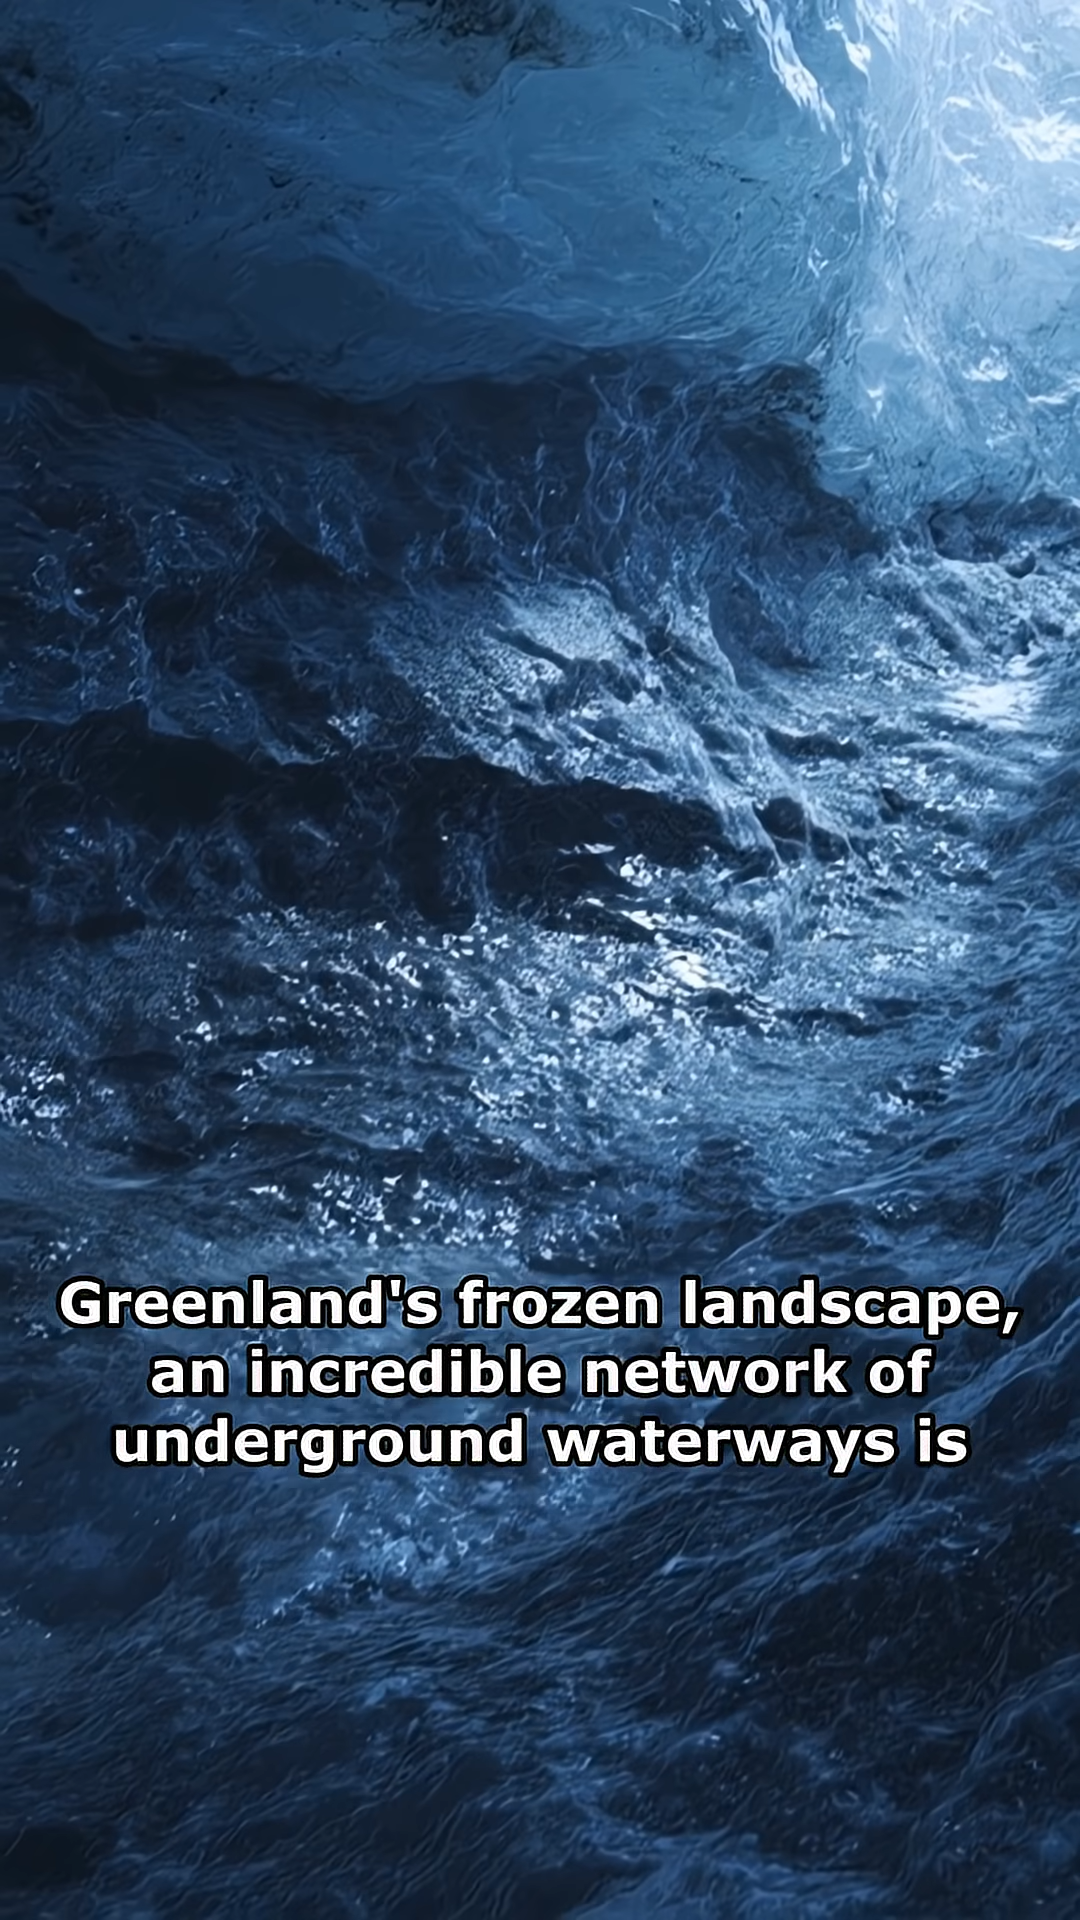 Greenland's frozen landscape,
an incredible network of
underground waterways is